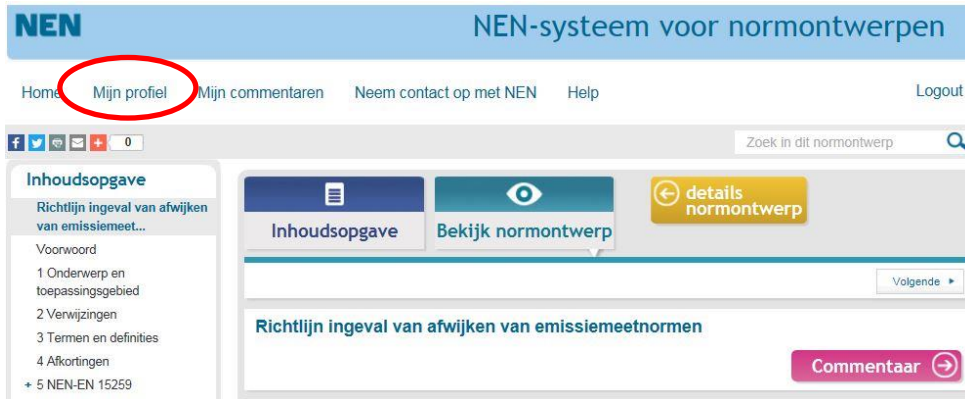 NEN
NEN-systeem voor normontwerpen
Home Mijn profiel Mijn commentaren Neem contact op met NEN Help Logout
0
Zoek in dit normontwerp
Inhoudsopgave
Richtlijn ingeval van afwijken
van emissiemeet...
Voorwoord
1 Onderwerp en
toepassingsgebied
2 Verwijzingen
3 Termen en definities
4 Afkortingen
+ 5 NEN-EN 15259
Inhoudsopgave
Bekijk normontwerp
details
normontwerp
Volgende
Richtlijn ingeval van afwijken van emissiemeetnormen
Commentaar